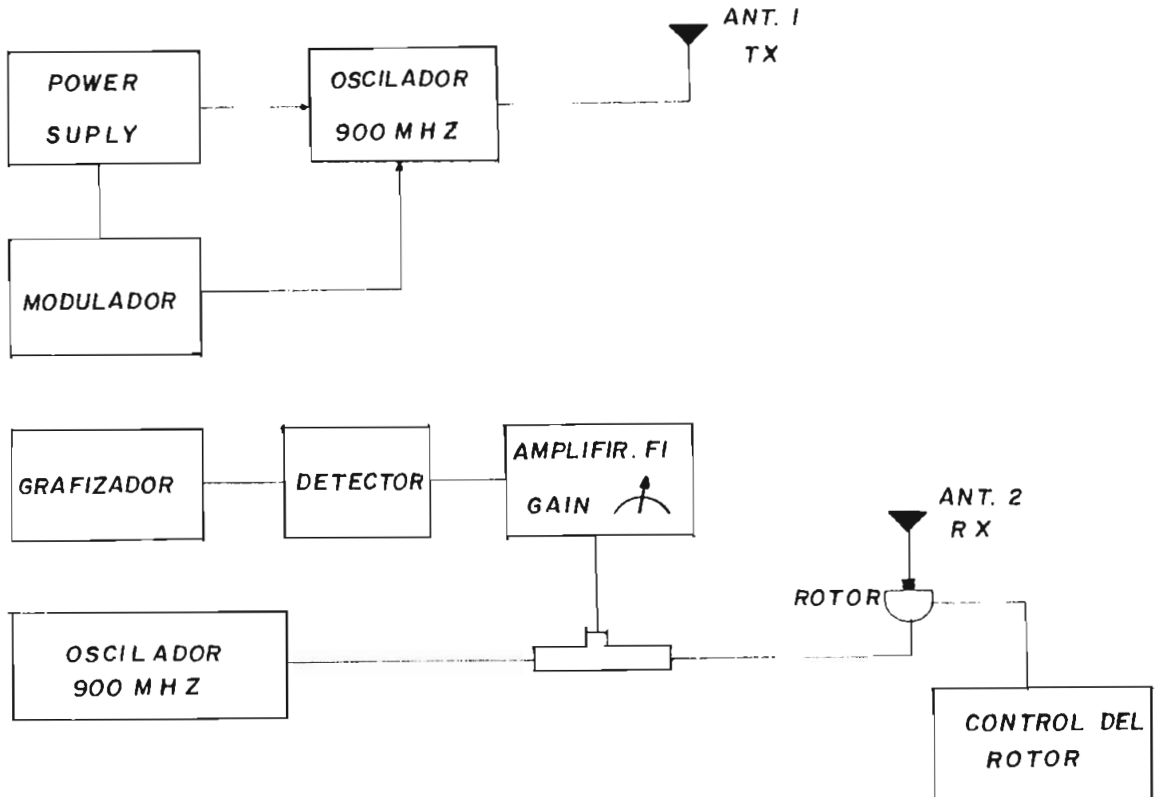 ANT. 1
TX
POWER
SUPLY
OSCILADOR
900 MHZ
MODULADOR
GRAFIZADOR
DETECTOR
AMPLIFIR. FI
GAIN
ANT. 2
RX
ROTOR
OSCILADOR
900 MHZ
CONTROL DEL
ROTOR